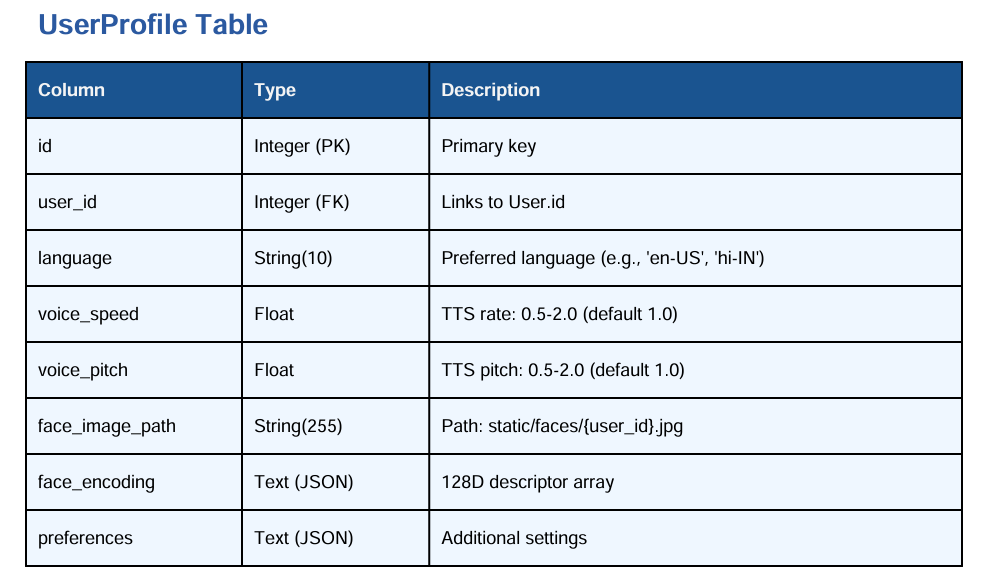 UserProfile Table
Column Type Description
id Integer (PK) Primary key
user_id Integer (FK) Links to User.id
language String(10) Preferred language (e.g., 'en-US', 'hi-IN')
voice_speed Float TTS rate: 0.5-2.0 (default 1.0)
voice_pitch Float TTS pitch: 0.5-2.0 (default 1.0)
face_image_path String(255) Path: static/faces/{user_id}.jpg
face_encoding Text (JSON) 128D descriptor array
preferences Text (JSON) Additional settings